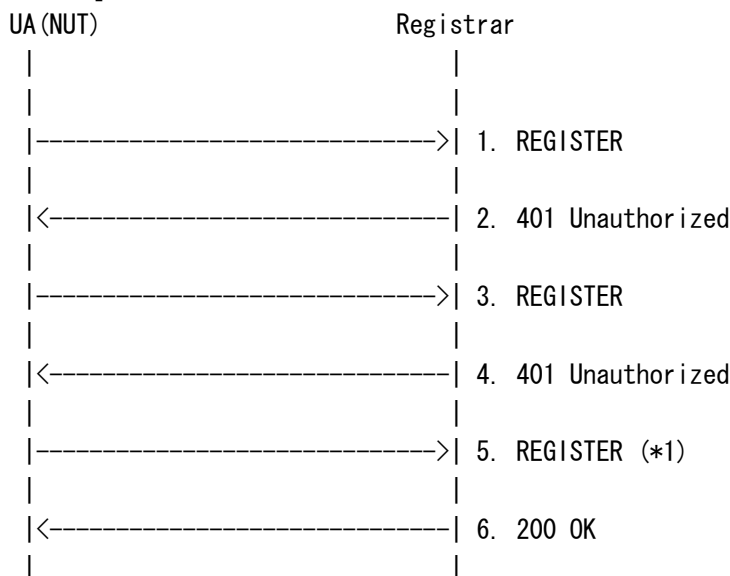 UA(NUT) Registrar
1. REGISTER
2. 401 Unauthorized
3. REGISTER
4. 401 Unauthorized
5. REGISTER (*1)
6. 200 OK